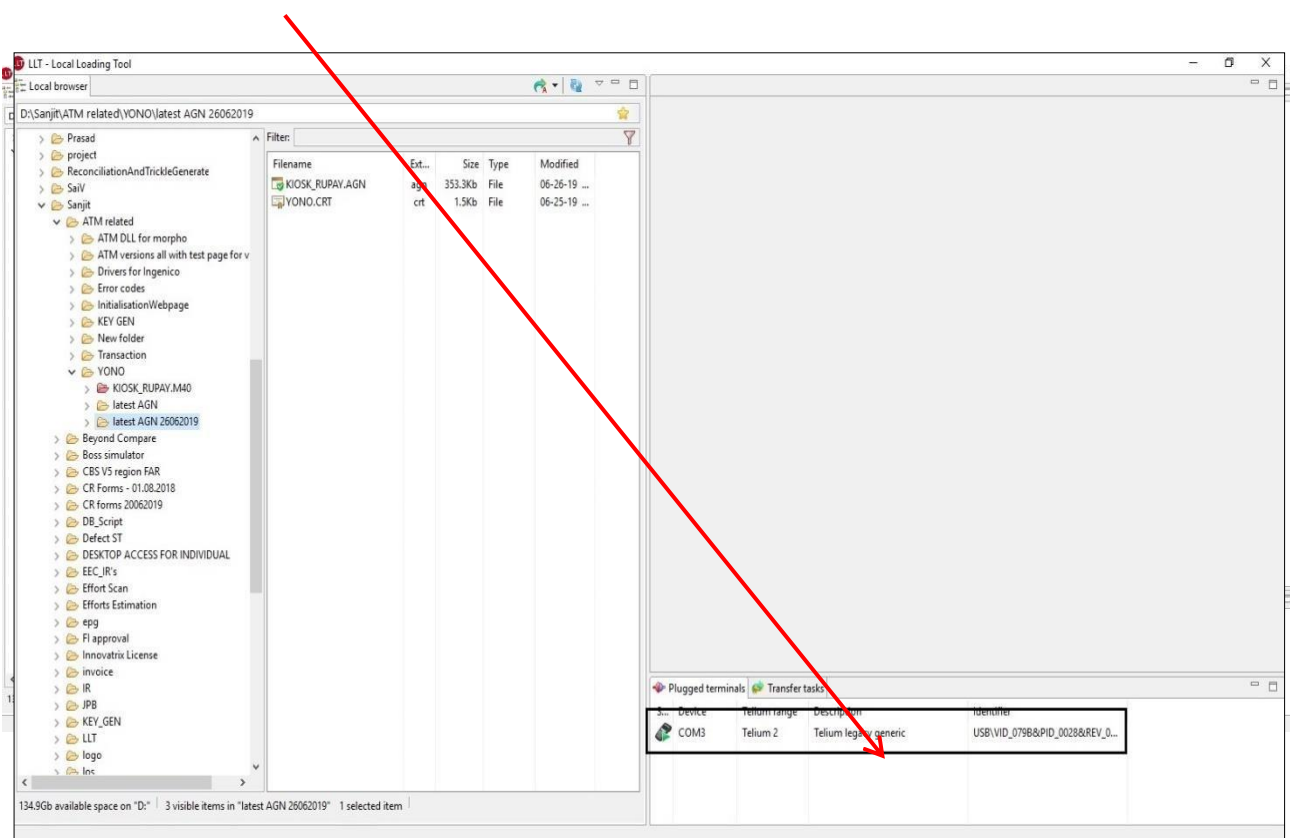 LLT - Local Loading Tool
Local browser
D:\Sanjit\ATM related\YONO\latest AGN 26062019
Prasad
project
ReconciliationAndTrickleGenerate
SaiV
Sanjit
ATM related
ATM DLL for morpho
ATM versions all with test page for v
Drivers for Ingenico
Error codes
InitialisationWebpage
KEY GEN
New folder
Transaction
YONO
KIOSK_RUPAY.M40
latest AGN
latest AGN 26062019
Beyond Compare
Boss simulator
CBS V5 region FAR
CR Forms - 01.08.2018
CR forms 20062019
DB_Script
Defect ST
DESKTOP ACCESS FOR INDIVIDUAL
EEC_IR's
Effort Scan
Efforts Estimation
epg
FI approval
Innovatrix License
invoice
IR
JPB
KEY_GEN
LLT
logo
Filter:
Filename Ext... Size Type Modified
KIOSK_RUPAY.AGN agn 353.3Kb File 06-26-19 ...
YONO.CRT crt 1.5Kb File 06-25-19 ...
Plugged terminals Transfer tasks
S... Device Telium range Description Identifier
COM3 Telium 2 Telium legacy generic USB\VID_079B&PID_0028&REV_0...
134.9Gb available space on "D:" 3 visible items in "latest AGN 26062019" 1 selected item